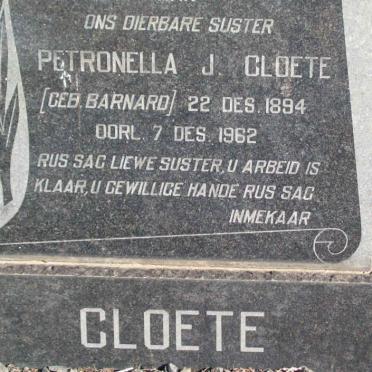 ONS DIERBARE SUSTER
PETRONELLA J. CLOETE
[GEB. BARNARD] 22 DES. 1894
OORL. 7 DES. 1962
RUS SAG LIEWE SUSTER, U ARBEID IS
KLAAR, U GEWILLIGE HANDE RUS SAG
INMEKAAR
CLOETE